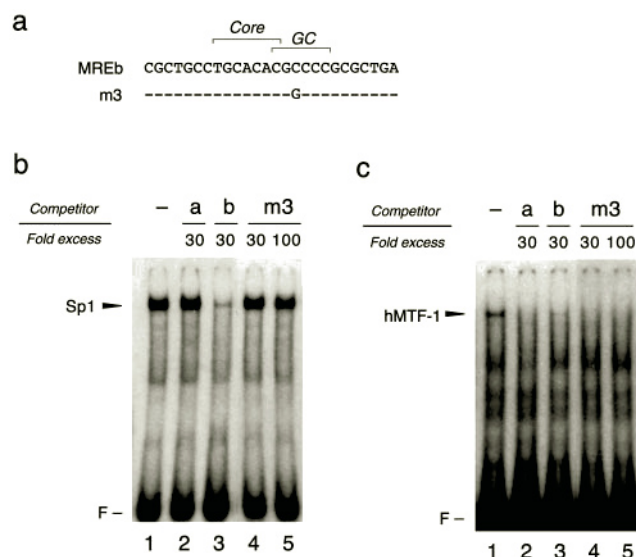 a
Core
GC
MREb CGCTGCCTGCACACGCCCCGCGCTGA
m3 ----------------G----------
b
Competitor – a b m3
Fold excess 30 30 30 100
Sp1
F –
1 2 3 4 5
c
Competitor – a b m3
Fold excess 30 30 30 100
hMTF-1
F –
1 2 3 4 5